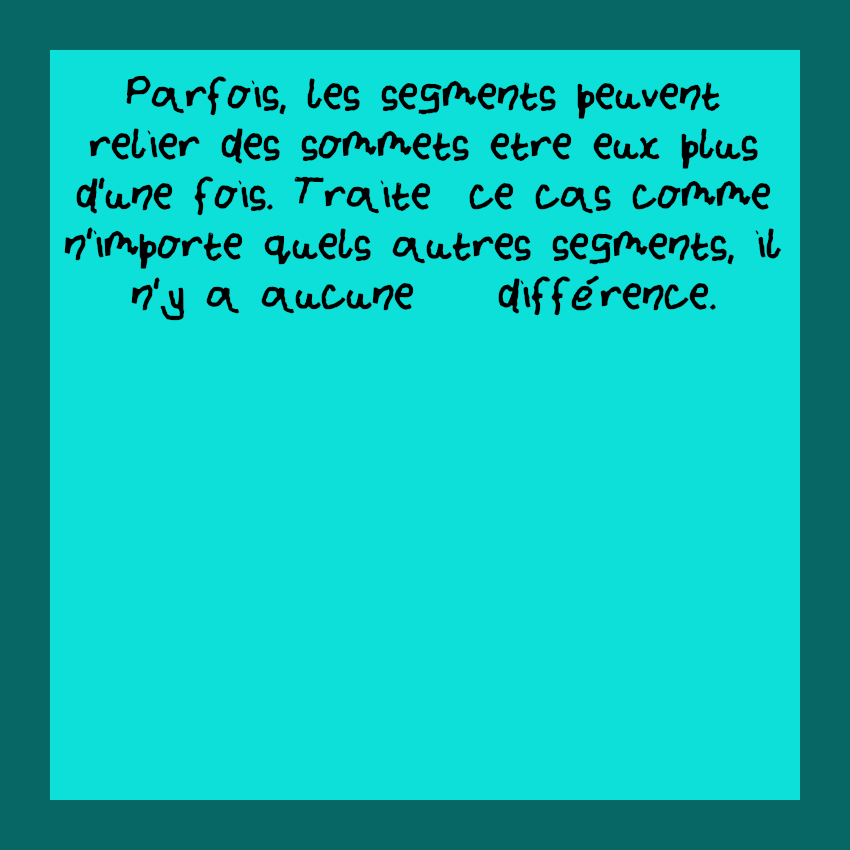 Parfois, les segments peuvent
relier des sommets etre eux plus
d'une fois. Traite ce cas comme
n'importe quels autres segments, il
n'y a aucune différence.